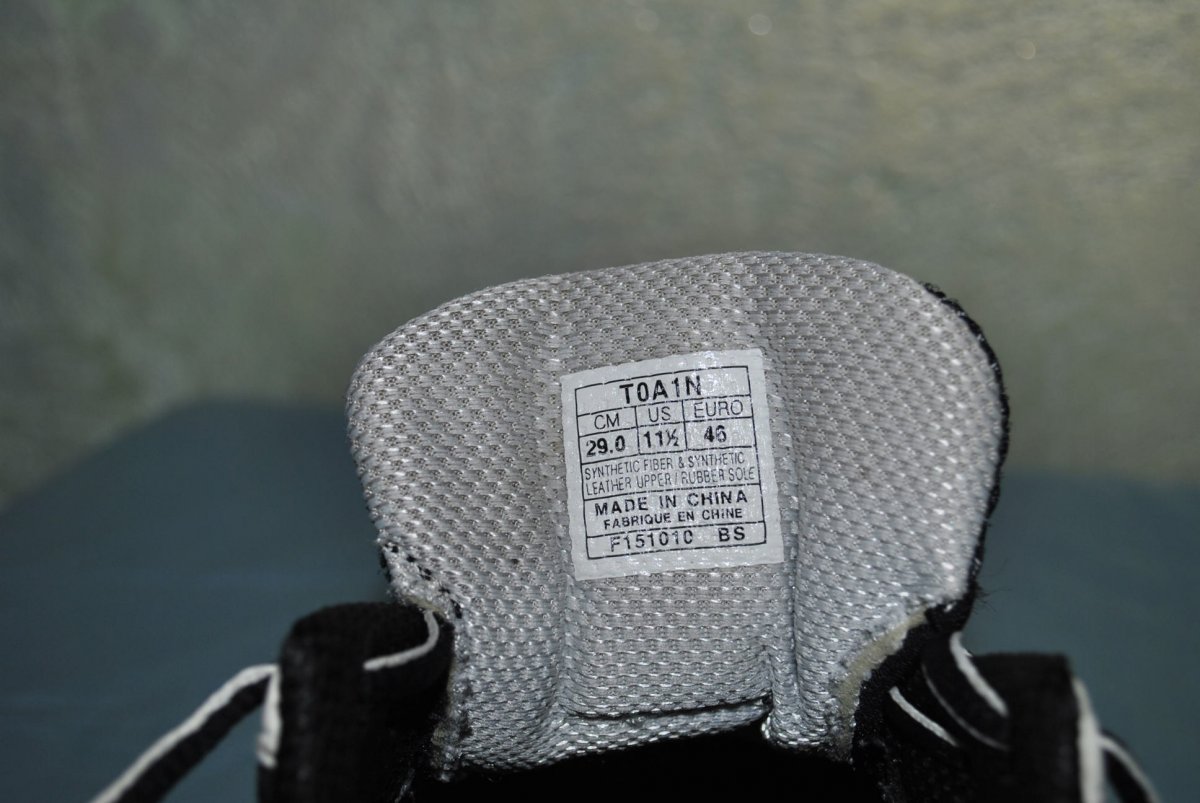 T0A1N
CM US EURO
29.0 11½ 46
SYNTHETIC FIBER & SYNTHETIC
LEATHER UPPER / RUBBER SOLE
MADE IN CHINA
FABRIQUE EN CHINE
F151010 BS